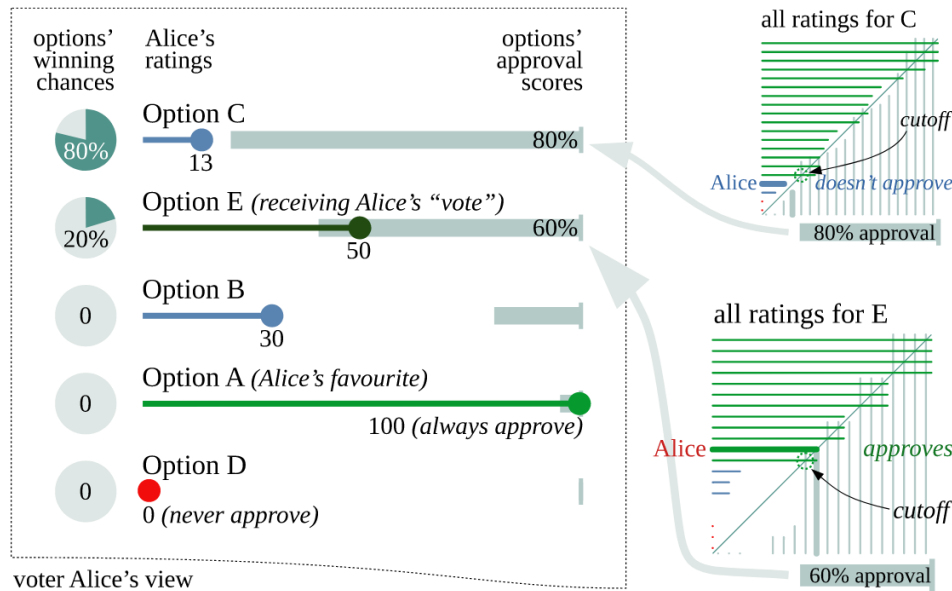 options’
winning
chances
Alice’s
ratings
options’
approval
scores
80%
Option C
13
80%
20%
Option E (receiving Alice’s “vote”)
50
60%
0
Option B
30
0
Option A (Alice’s favourite)
100 (always approve)
0
Option D
0 (never approve)
voter Alice’s view
all ratings for C
cutoff
Alice
doesn’t approve
80% approval
all ratings for E
Alice
approves
cutoff
60% approval